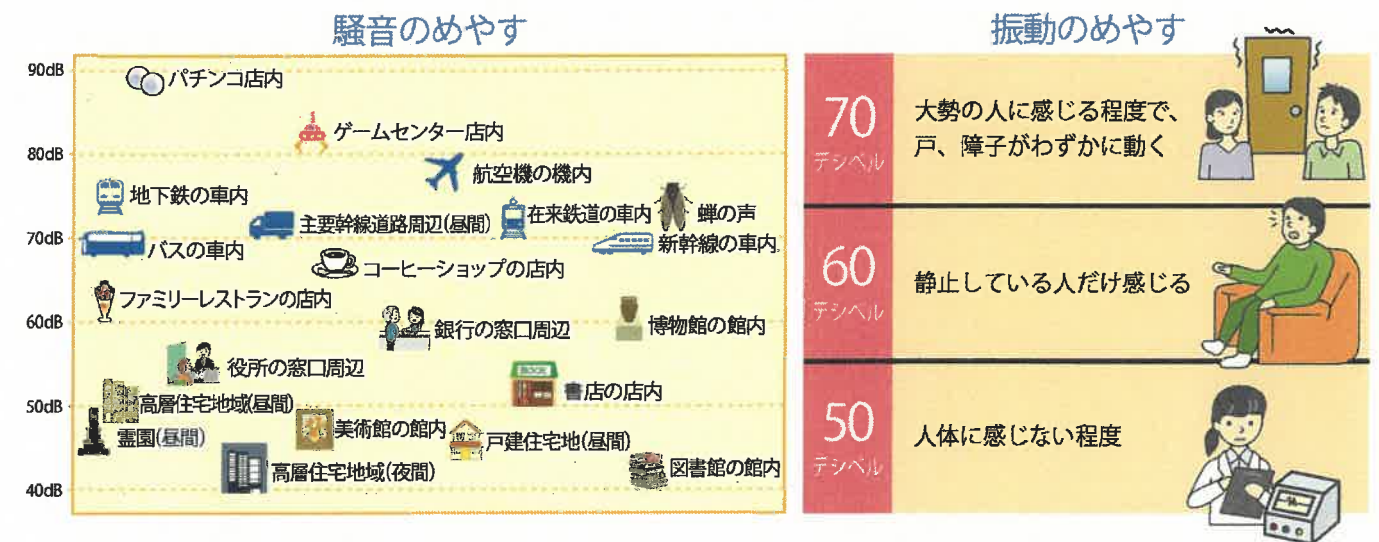 騒音のめやす
90dB
パチンコ店内
ゲームセンター店内
80dB
航空機の機内
地下鉄の車内
主要幹線道路周辺(昼間)
在来鉄道の車内
蝉の声
70dB
バスの車内
新幹線の車内
コーヒーショップの店内
ファミリーレストランの店内
60dB
銀行の窓口周辺
博物館の館内
役所の窓口周辺
書店の店内
BOOK
50dB
高層住宅地域(昼間)
霊園(昼間)
美術館の館内
戸建住宅地(昼間)
高層住宅地域(夜間)
図書館の館内
40dB
振動のめやす
70
デシベル
大勢の人に感じる程度で、
戸、障子がわずかに動く
60
デシベル
静止している人だけ感じる
50
デシベル
人体に感じない程度